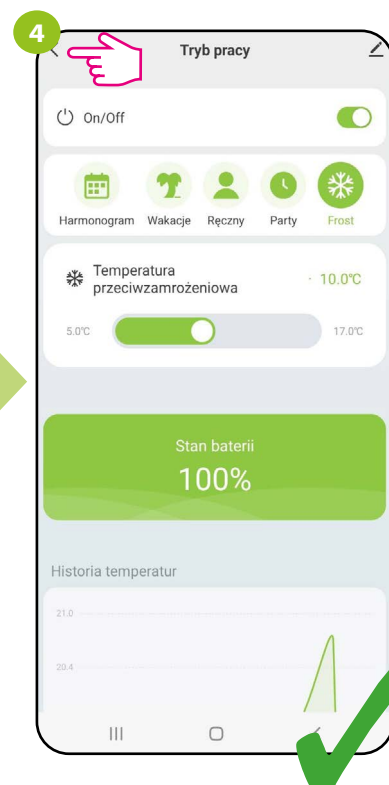 4
Tryb pracy
On/Off
Harmonogram Wakacje Ręczny Party Frost
Temperatura
przeciwzamrożeniowa
10.0°C
5.0°C
17.0°C
Stan baterii
100%
Historia temperatur
21.0
20.4